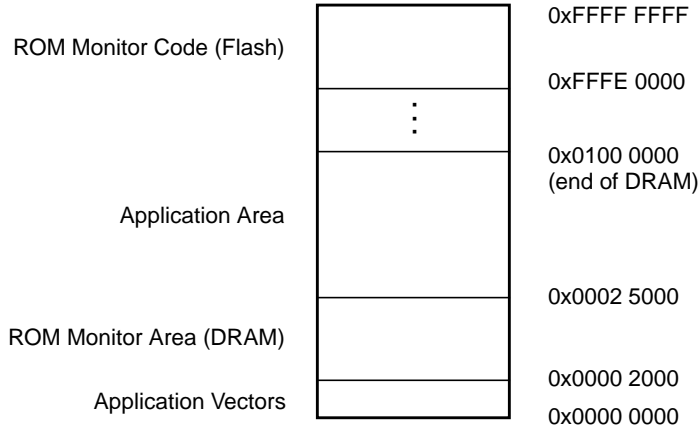 0xFFFF FFFF
ROM Monitor Code (Flash)
0xFFFE 0000
0x0100 0000
(end of DRAM)
Application Area
0x0002 5000
ROM Monitor Area (DRAM)
0x0000 2000
Application Vectors
0x0000 0000